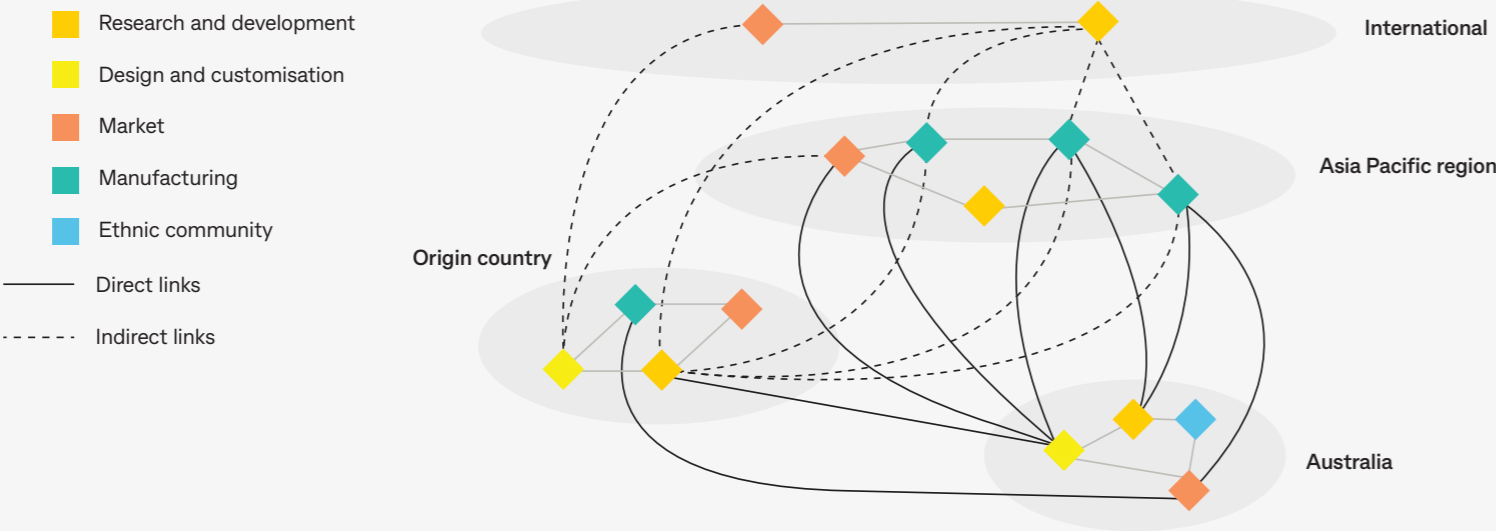 Research and development
Design and customisation
Market
Manufacturing
Ethnic community
Direct links
Indirect links
International
Asia Pacific region
Origin country
Australia